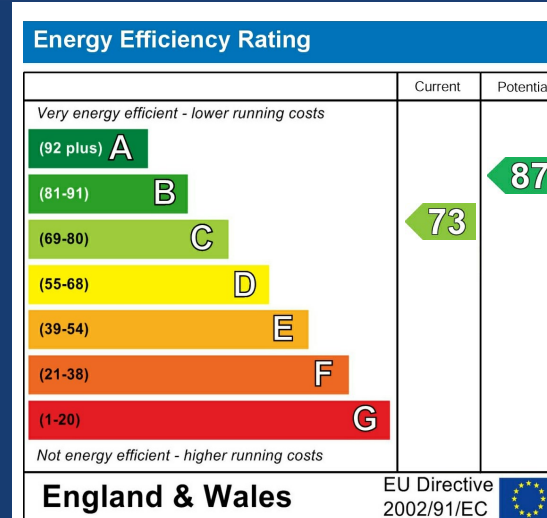 Energy Efficiency Rating
Current Potentia
Very energy efficient - lower running costs
(92 plus) A
(81-91) B
87
(69-80) C
73
(55-68) D
(39-54) E
(21-38) F
(1-20) G
Not energy efficient - higher running costs
England & Wales
EU Directive
2002/91/EC